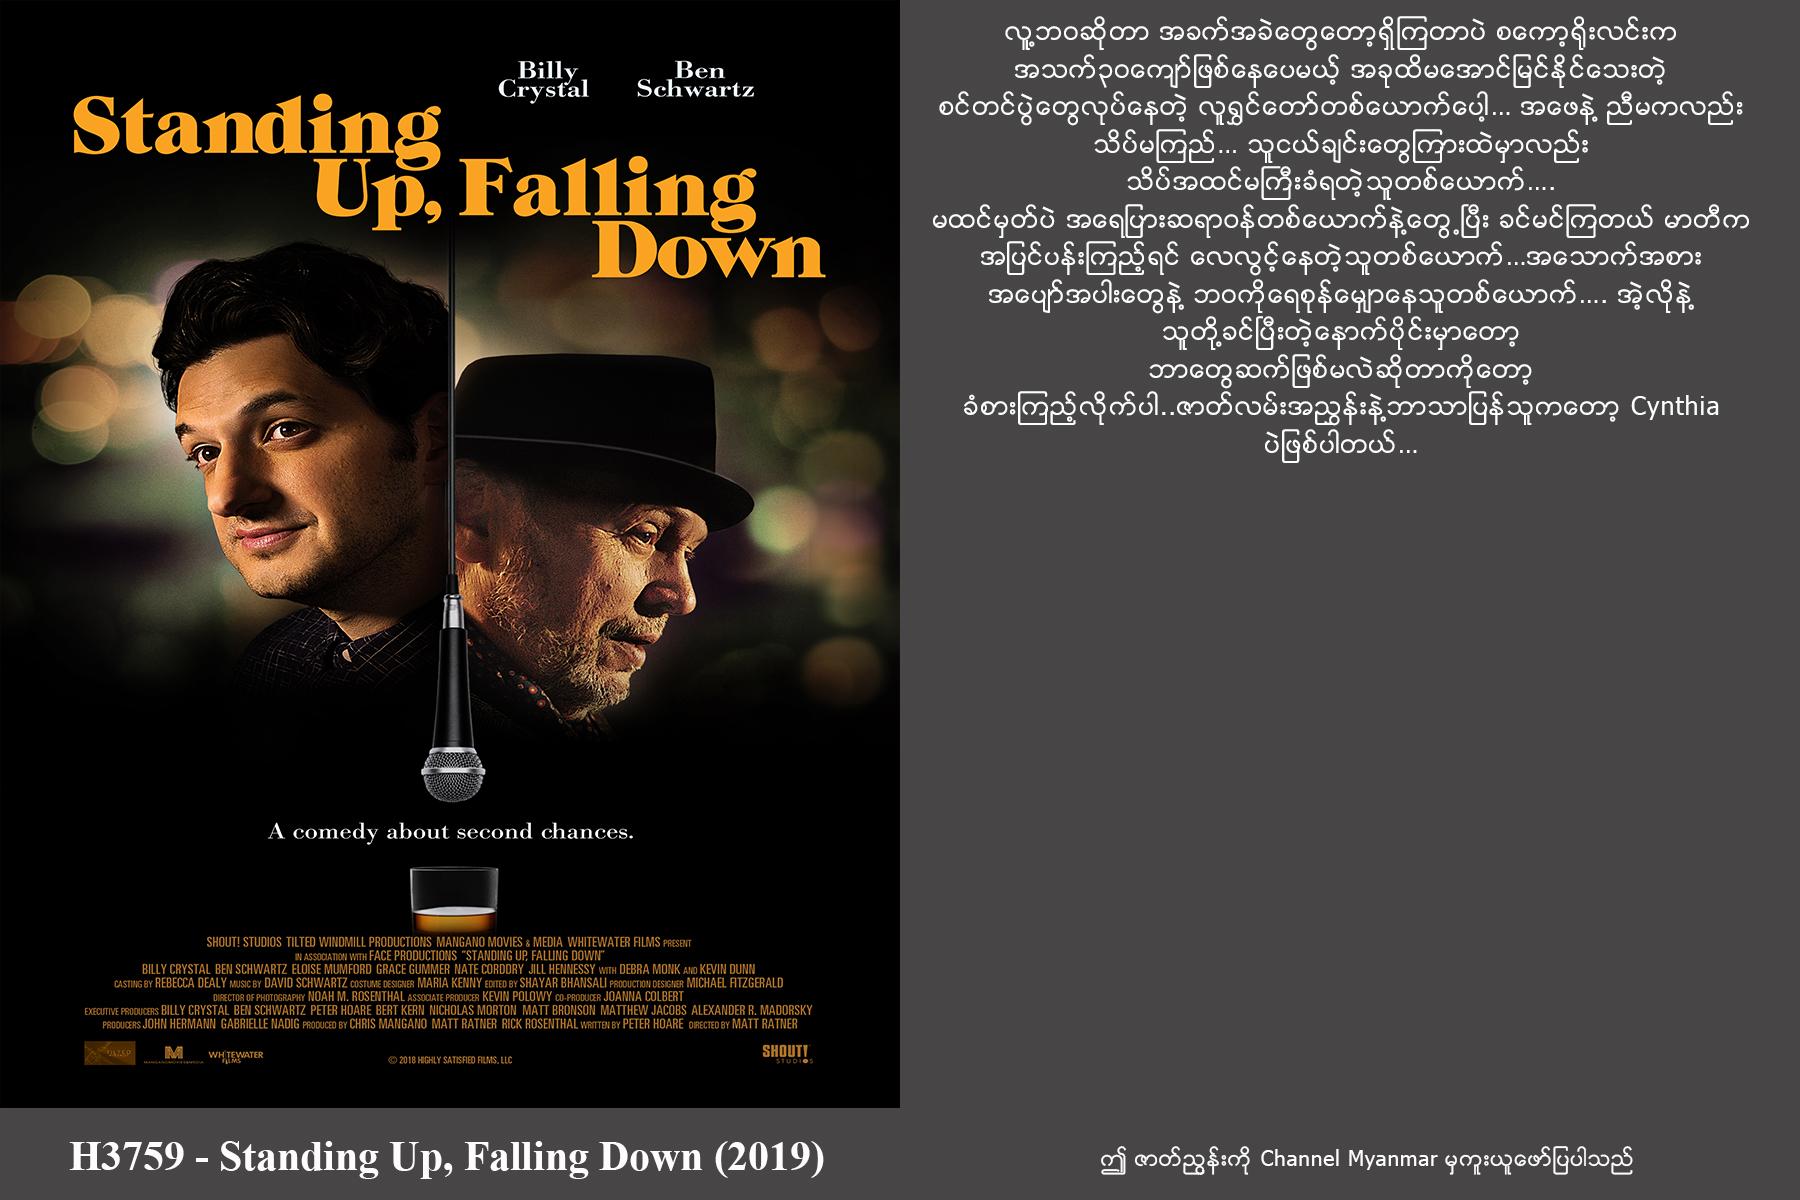 Billy
Crystal
Ben
Schwartz
Standing
Up, Falling
Down
A comedy about second chances.
SHOUT! STUDIOS TILTED WINDMILL PRODUCTIONS MANGANO MOVIES & MEDIA WHITEWATER FILMS PRESENT
IN ASSOCIATION WITH FACE PRODUCTIONS "STANDING UP, FALLING DOWN"
BILLY CRYSTAL BEN SCHWARTZ ELOISE MUMFORD GRACE GUMMER NATE CORDDRY JILL HENNESSY WITH DEBRA MONK AND KEVIN DUNN
CASTING BY REBECCA DEALY MUSIC BY DAVID SCHWARTZ COSTUME DESIGNER MARIA KENNY EDITED BY SHAYAR BHANSALI PRODUCTION DESIGNER MICHAEL FITZGERALD
DIRECTOR OF PHOTOGRAPHY NOAH M. ROSENTHAL ASSOCIATE PRODUCER KEVIN POLOWY CO-PRODUCER JOANNA COLBERT
EXECUTIVE PRODUCERS BILLY CRYSTAL BEN SCHWARTZ PETER HOARE BERT KERN NICHOLAS MORTON MATT BRONSON MATTHEW JACOBS ALEXANDER R. MADORSKY
PRODUCERS JOHN HERMANN GABRIELLE NADIG PRODUCED BY CHRIS MANGANO MATT RATNER RICK ROSENTHAL WRITTEN BY PETER HOARE DIRECTED BY MATT RATNER
WHITEWATER
FILMS
© 2018 HIGHLY SATISFIED FILMS, LLC
SHOUT!
STUDIOS
H3759 - Standing Up, Falling Down (2019)
လူ့ဘဝဆိုတာ အခက်အခဲတွေတော့ရှိကြတာပဲ စကော့ရိုးလင်းက
အသက်၃ဝကျော်ဖြစ်နေပေမယ့် အခုထိမအောင်မြင်နိုင်သေးတဲ့
စင်တင်ပွဲတွေလုပ်နေတဲ့ လူရွှင်တော်တစ်ယောက်ပေါ့... အဖေနဲ့ ညီမကလည်း
သိပ်မကြည်... သူငယ်ချင်းတွေကြားထဲမှာလည်း
သိပ်အထင်မကြီးခံရတဲ့သူတစ်ယောက်....
မထင်မှတ်ပဲ အရေပြားဆရာဝန်တစ်ယောက်နဲ့တွေ့ပြီး ခင်မင်ကြတယ် မာတီက
အပြင်ပန်းကြည့်ရင် လေလွင့်နေတဲ့သူတစ်ယောက်...အသောက်အစား
အပျော်အပါးတွေနဲ့ ဘဝကိုရေစုန်မျှောနေသူတစ်ယောက်.... အဲ့လိုနဲ့
သူတို့ခင်ပြီးတဲ့နောက်ပိုင်းမှာတော့
ဘာတွေဆက်ဖြစ်မလဲဆိုတာကိုတော့
ခံစားကြည့်လိုက်ပါ..ဇာတ်လမ်းအညွှန်းနဲ့ဘာသာပြန်သူကတော့ Cynthia
ပဲဖြစ်ပါတယ်...
ဤ ဇာတ်ညွှန်းကို Channel Myanmar မှကူးယူဖော်ပြပါသည်